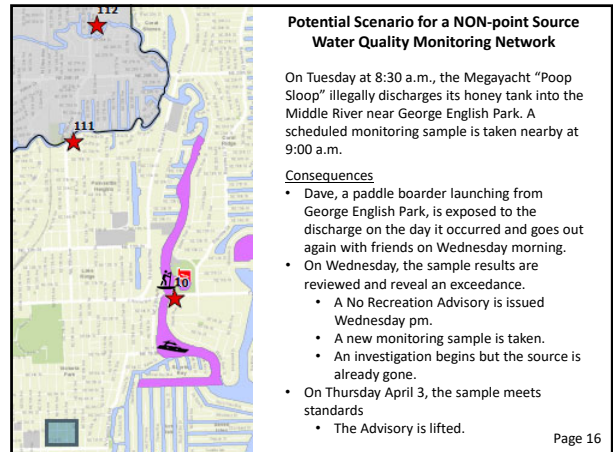 112
111
10
Potential Scenario for a NON-point Source
Water Quality Monitoring Network
On Tuesday at 8:30 a.m., the Megayacht “Poop
Sloop” illegally discharges its honey tank into the
Middle River near George English Park. A
scheduled monitoring sample is taken nearby at
9:00 a.m.
Consequences
• Dave, a paddle boarder launching from
George English Park, is exposed to the
discharge on the day it occurred and goes out
again with friends on Wednesday morning.
• On Wednesday, the sample results are
reviewed and reveal an exceedance.
• A No Recreation Advisory is issued
Wednesday pm.
• A new monitoring sample is taken.
• An investigation begins but the source is
already gone.
• On Thursday April 3, the sample meets
standards
• The Advisory is lifted.
Page 16